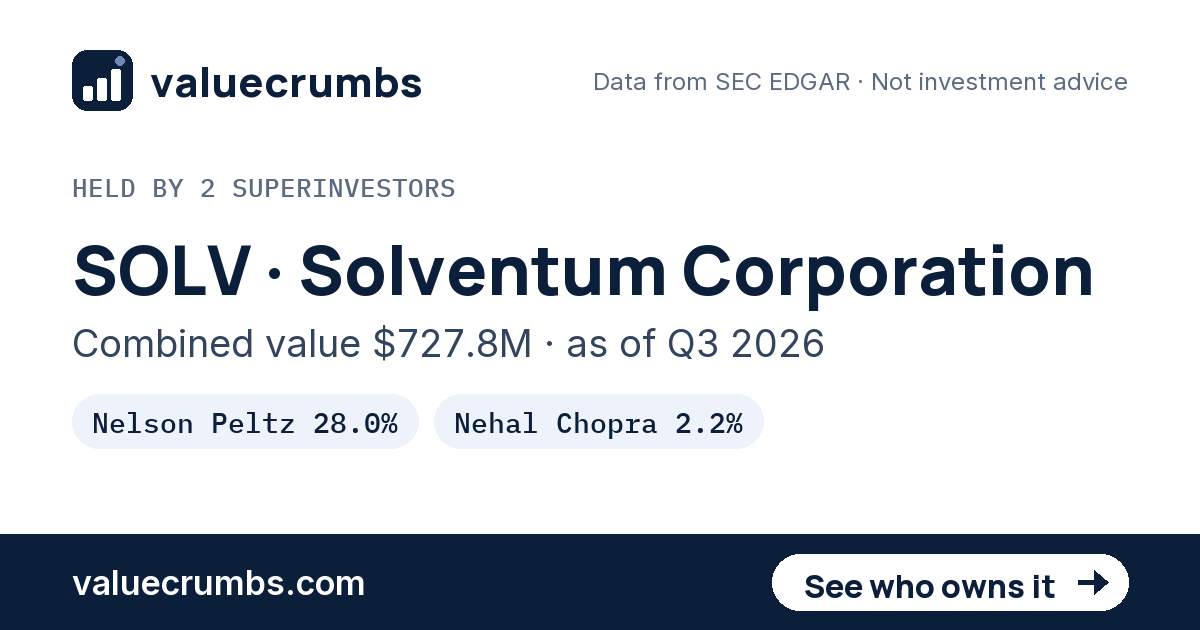 valuecrumbs
Data from SEC EDGAR · Not investment advice
HELD BY 2 SUPERINVESTORS
SOLV · Solventum Corporation
Combined value $727.8M · as of Q3 2026
Nelson Peltz 28.0%
Nehal Chopra 2.2%
valuecrumbs.com
See who owns it →